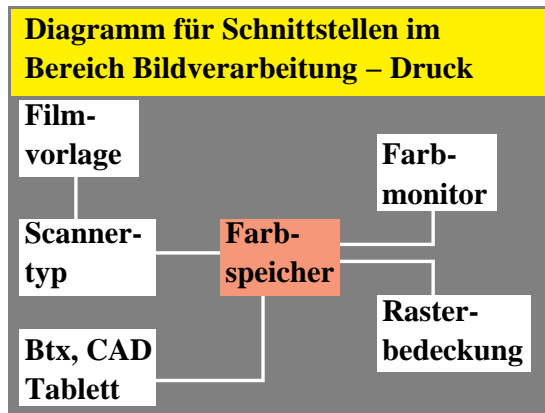 Diagramm für Schnittstellen im
Bereich Bildverarbeitung – Druck
Film-
vorlage
Farb-
monitor
Scanner-
typ
Farb-
speicher
Raster-
bedeckung
Btx, CAD
Tablett